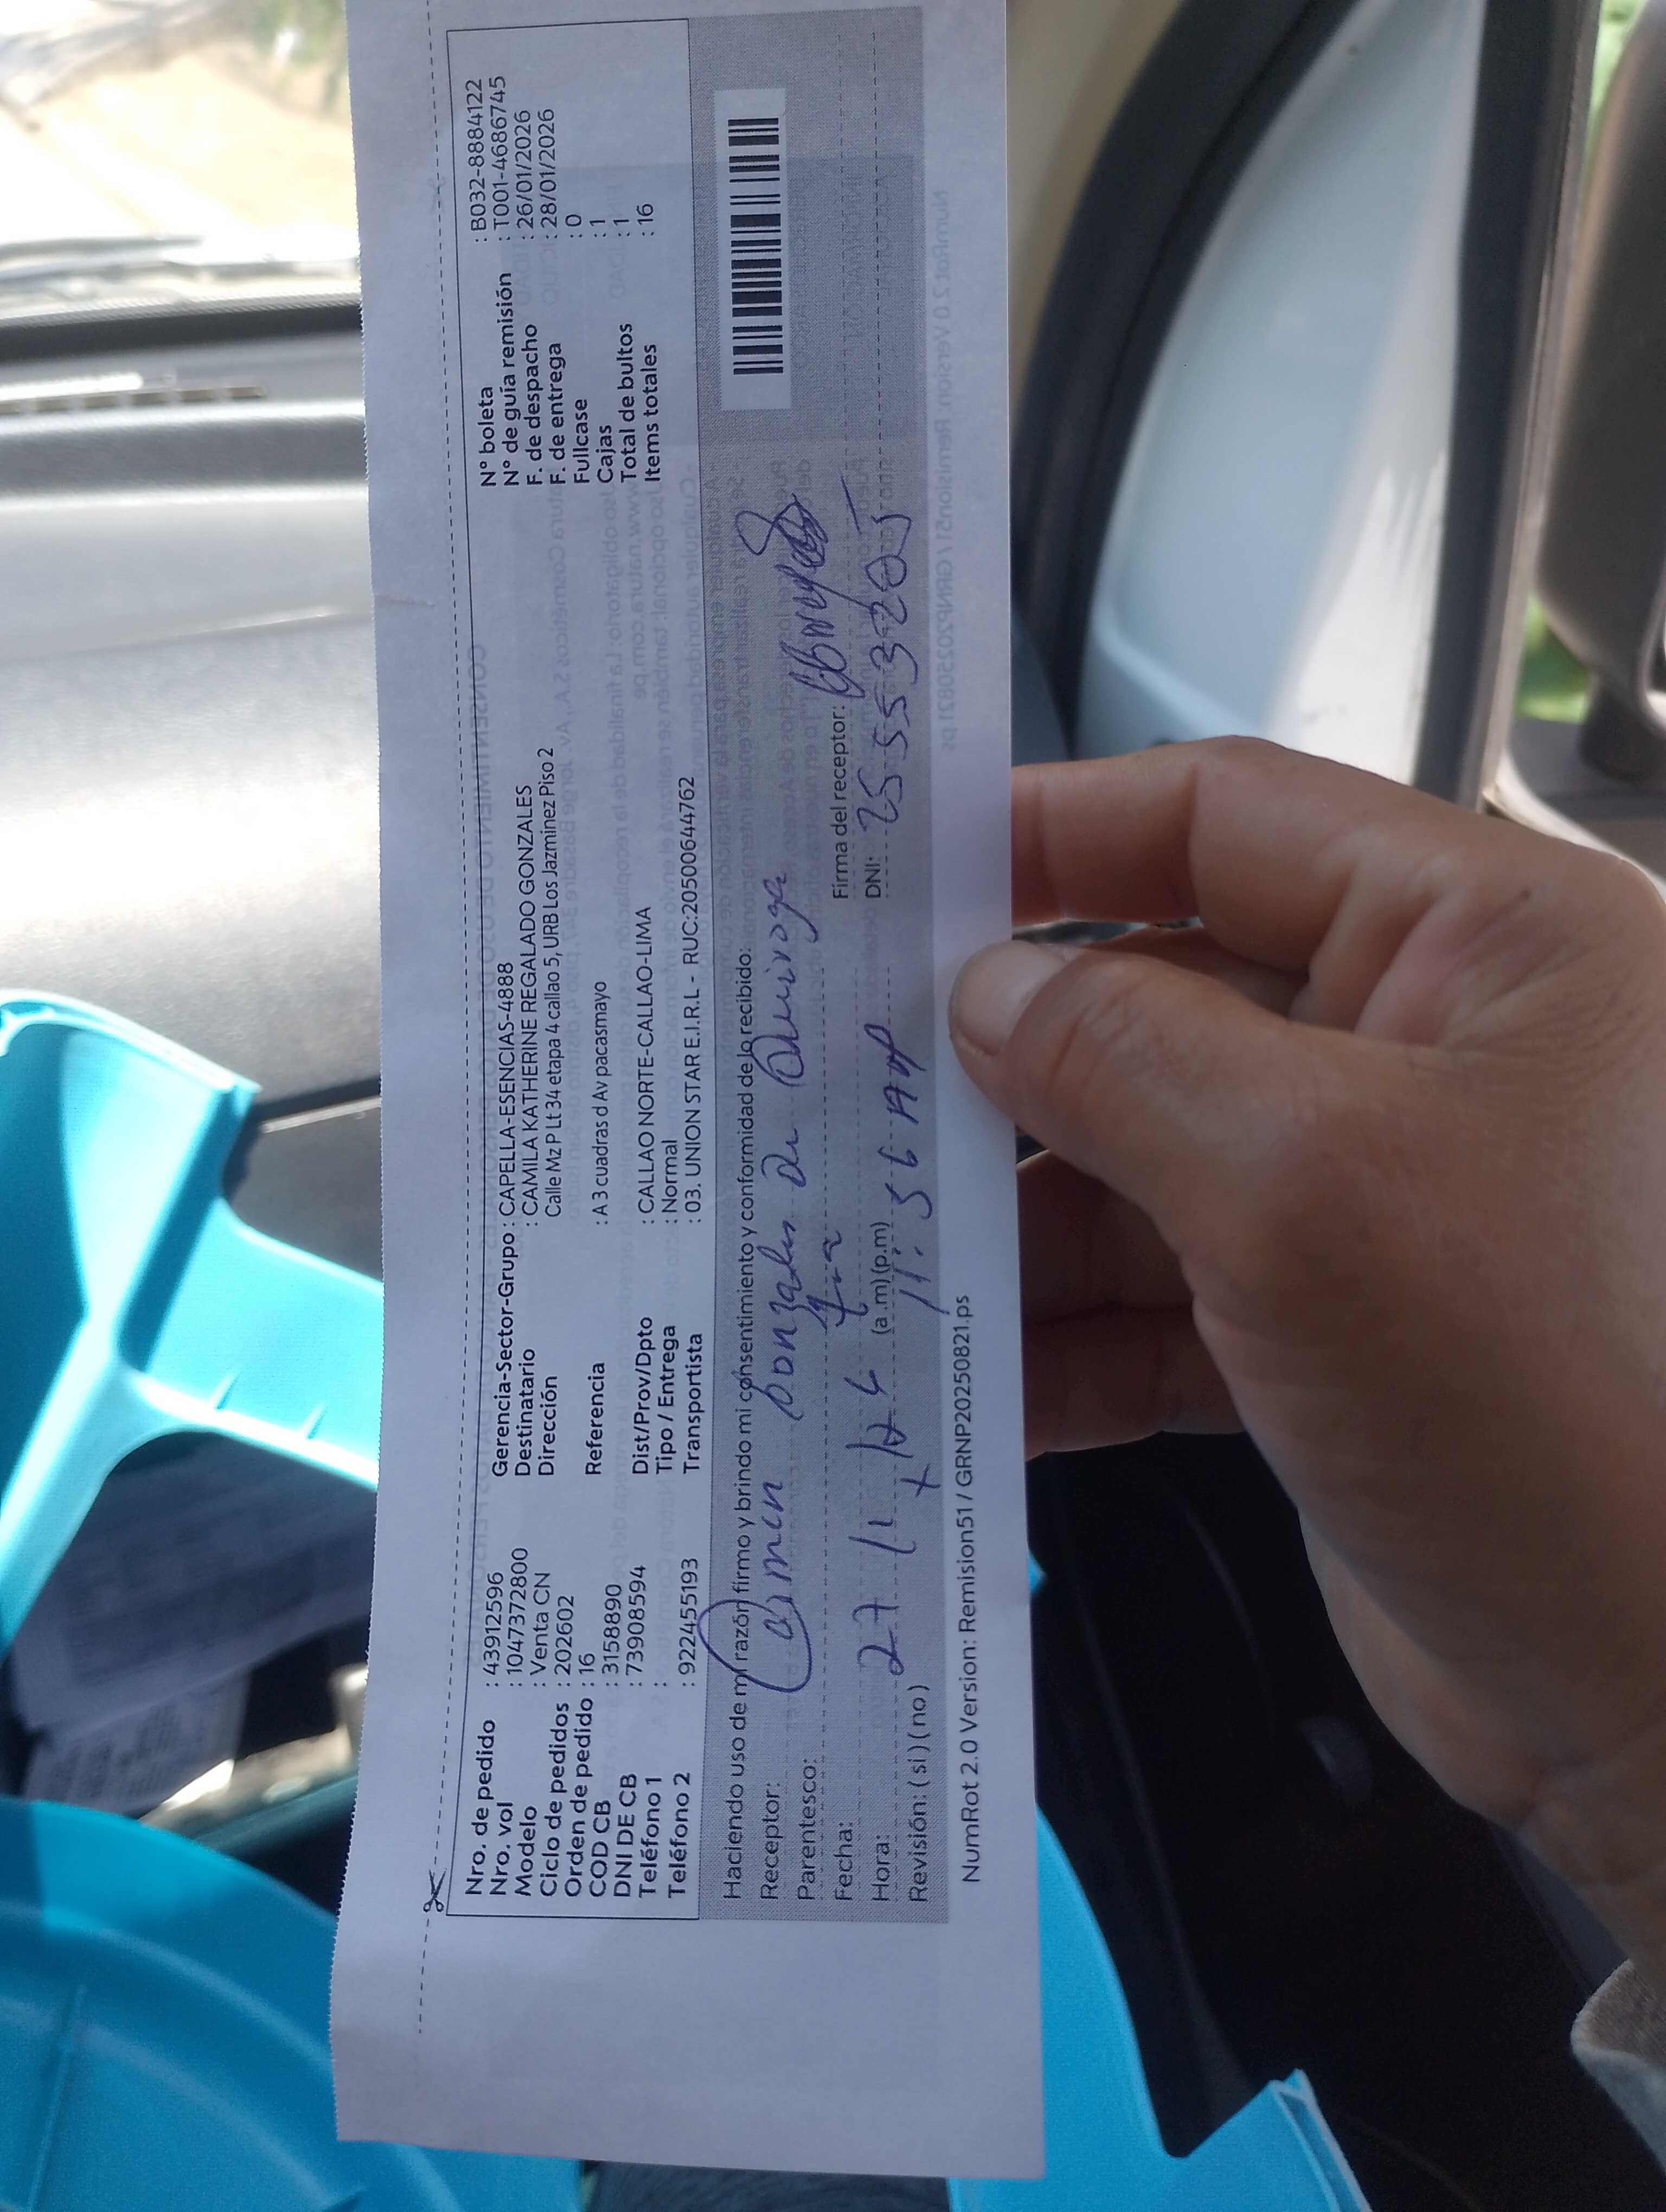 Nro. de pedido : 43912596
Nro. vol : 1047372800
Modelo : Venta CN
Ciclo de pedidos : 202602
Orden de pedido : 16
COD CB : 3158890
DNI DE CB : 73908594
Teléfono 1 :
Teléfono 2 : 922455193
Gerencia-Sector-Grupo : CAPELLA-ESENCIAS-4888
Destinatario : CAMILA KATHERINE REGALADO GONZALES
Dirección Calle Mz P Lt 34 etapa 4 callao 5, URB Los Jazminez Piso 2
Referencia : A 3 cuadras d Av pacasmayo
Dist/Prov/Dpto : CALLAO NORTE-CALLAO-LIMA
Tipo / Entrega : Normal
Transportista : 03. UNION STAR E.I.R.L - RUC:20500644762
N° boleta : B032-8884122
N° de guía remisión : T001-4686745
F. de despacho : 26/01/2026
F. de entrega : 28/01/2026
Fullcase : 0
Cajas : 1
Total de bultos : 1
Items totales : 16
Haciendo uso de mi razón firmo y brindo mi consentimiento y conformidad de lo recibido:
Receptor: Carmen Gonzales De Quiroga
Parentesco:
Fecha: 27
Hora: (a.m) (p.m) 11:56 AM
Revisión: (si) (no)
Firma del receptor:
DNI: 25553205
NumRot 2.0 Version: Remision51 / GRNP20250821.ps